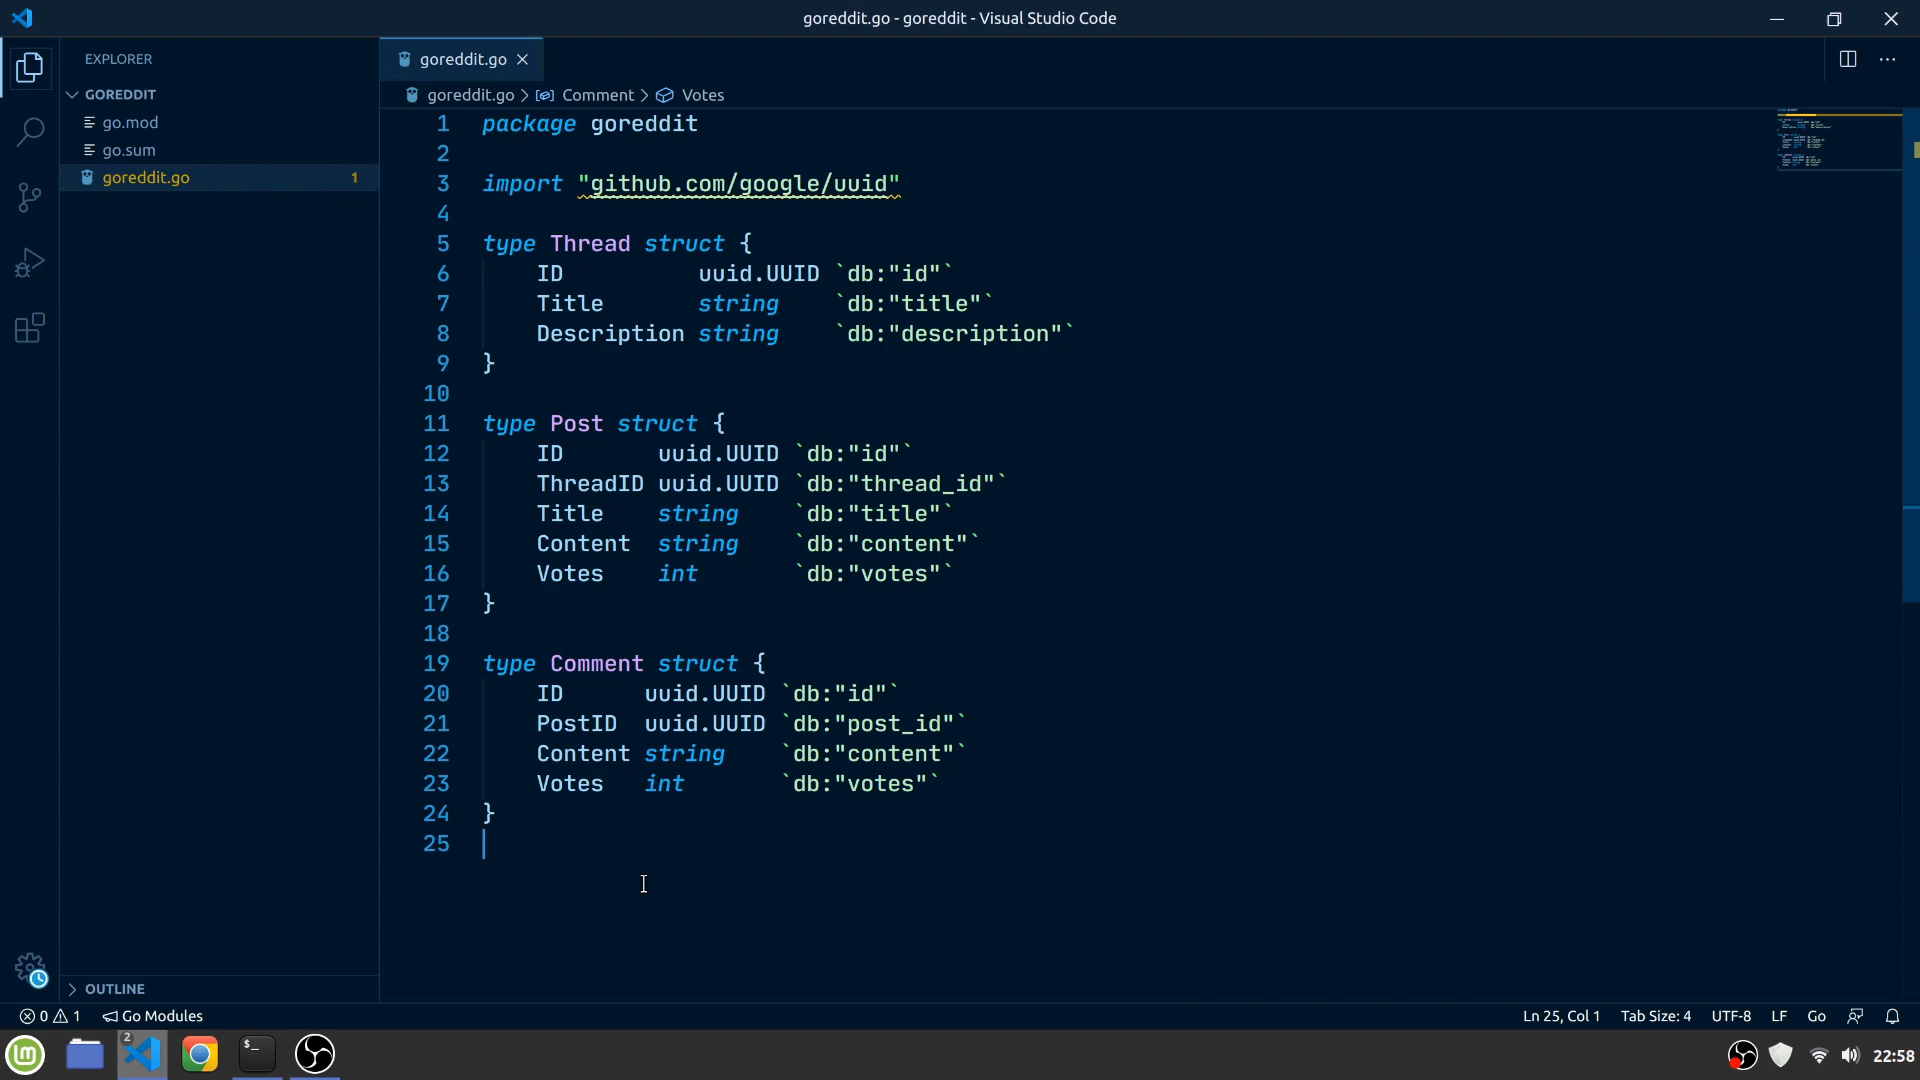 goreddit.go - goreddit - Visual Studio Code
EXPLORER
GOREDDIT
go.mod
go.sum
goreddit.go 1
goreddit.go
goreddit.go > Comment > Votes
1 package goreddit
2
3 import "github.com/google/uuid"
4
5 type Thread struct {
6 ID uuid.UUID `db:"id"`
7 Title string `db:"title"`
8 Description string `db:"description"`
9 }
10
11 type Post struct {
12 ID uuid.UUID `db:"id"`
13 ThreadID uuid.UUID `db:"thread_id"`
14 Title string `db:"title"`
15 Content string `db:"content"`
16 Votes int `db:"votes"`
17 }
18
19 type Comment struct {
20 ID uuid.UUID `db:"id"`
21 PostID uuid.UUID `db:"post_id"`
22 Content string `db:"content"`
23 Votes int `db:"votes"`
24 }
25
OUTLINE
0 1 Go Modules
Ln 25, Col 1 Tab Size: 4 UTF-8 LF Go
2
$_
22:58